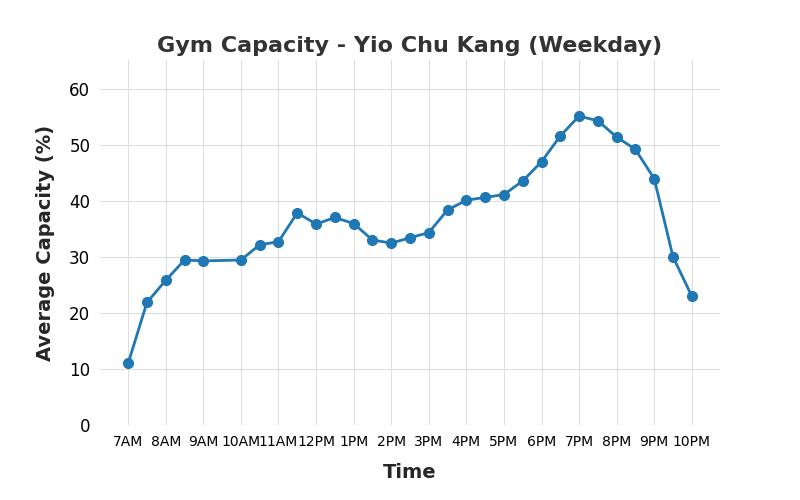 Gym Capacity - Yio Chu Kang (Weekday)
60
50
40
30
20
10
0
Average Capacity (%)
7AM 8AM 9AM 10AM 11AM 12PM 1PM 2PM 3PM 4PM 5PM 6PM 7PM 8PM 9PM 10PM
Time